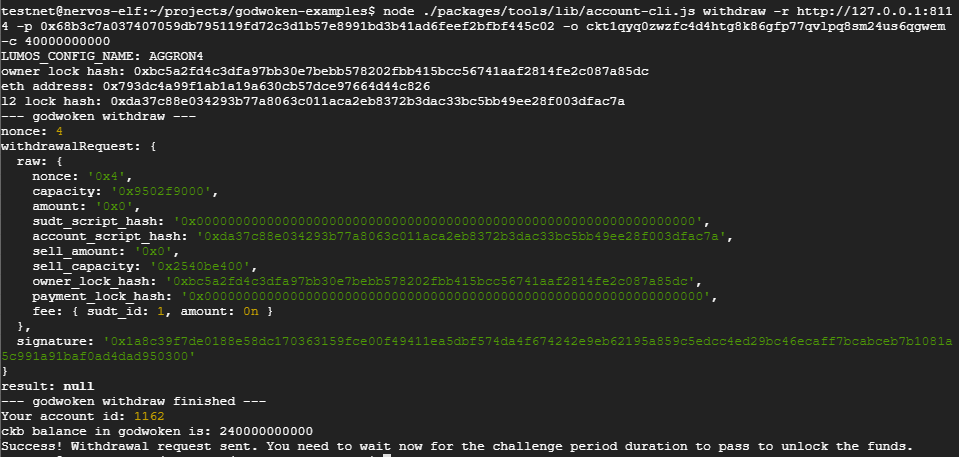 testnet@nervos-elf:~/projects/godwoken-examples$ node ./packages/tools/lib/account-cli.js withdraw -r http://127.0.0.1:811
4 -p 0x68b3c7a037407059db795119fd72c3d1b57e8991bd3b41ad6feef2bfbf445c02 -o ckt1qyq0zwzfc4d4htg8k86gfp77qvlpq8sm24us6qgwem
-c 40000000000
LUMOS_CONFIG_NAME: AGGRON4
owner lock hash: 0xbc5a2fd4c3dfa97bb30e7bebb578202fbb415bcc56741aaf2814fe2c087a85dc
eth address: 0x793dc4a99f1ab1a19a630cb57dce97664d44c826
l2 lock hash: 0xda37c88e034293b77a8063c011aca2eb8372b3dac33bc5bb49ee28f003dfac7a
--- godwoken withdraw ---
nonce: 4
withdrawalRequest: {
raw: {
nonce: '0x4',
capacity: '0x9502f9000',
amount: '0x0',
sudt_script_hash: '0x0000000000000000000000000000000000000000000000000000000000000000',
account_script_hash: '0xda37c88e034293b77a8063c011aca2eb8372b3dac33bc5bb49ee28f003dfac7a',
sell_amount: '0x0',
sell_capacity: '0x2540be400',
owner_lock_hash: '0xbc5a2fd4c3dfa97bb30e7bebb578202fbb415bcc56741aaf2814fe2c087a85dc',
payment_lock_hash: '0x0000000000000000000000000000000000000000000000000000000000000000',
fee: { sudt_id: 1, amount: 0n }
},
signature: '0x1a8c39f7de0188e58dc170363159fce00f49411ea5dbf574da4f674242e9eb62195a859c5edcc4ed29bc46ecaff7bcabceb7b1081a
5c991a91baf0ad4dad950300'
}
result: null
--- godwoken withdraw finished ---
Your account id: 1162
ckb balance in godwoken is: 240000000000
Success! Withdrawal request sent. You need to wait now for the challenge period duration to pass to unlock the funds.